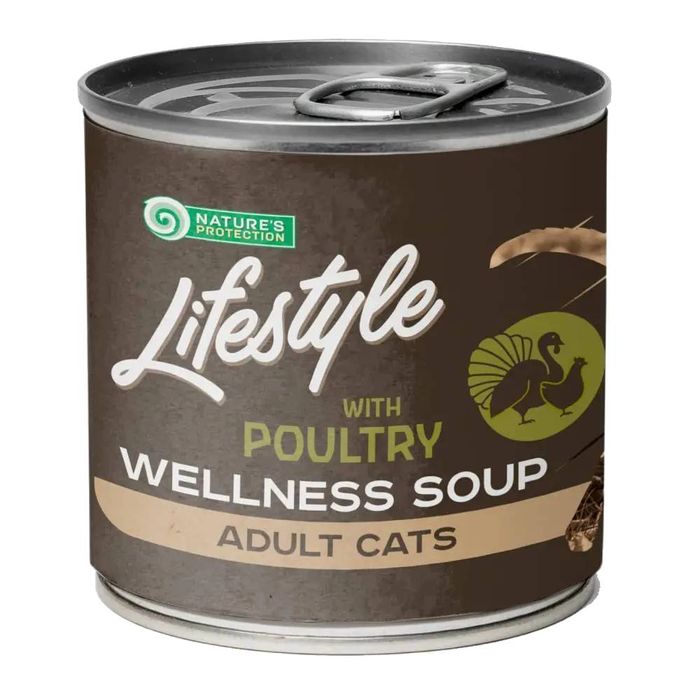 NATURE'S
PROTECTION
Lifestyle
WITH
POULTRY
WELLNESS SOUP
ADULT CATS